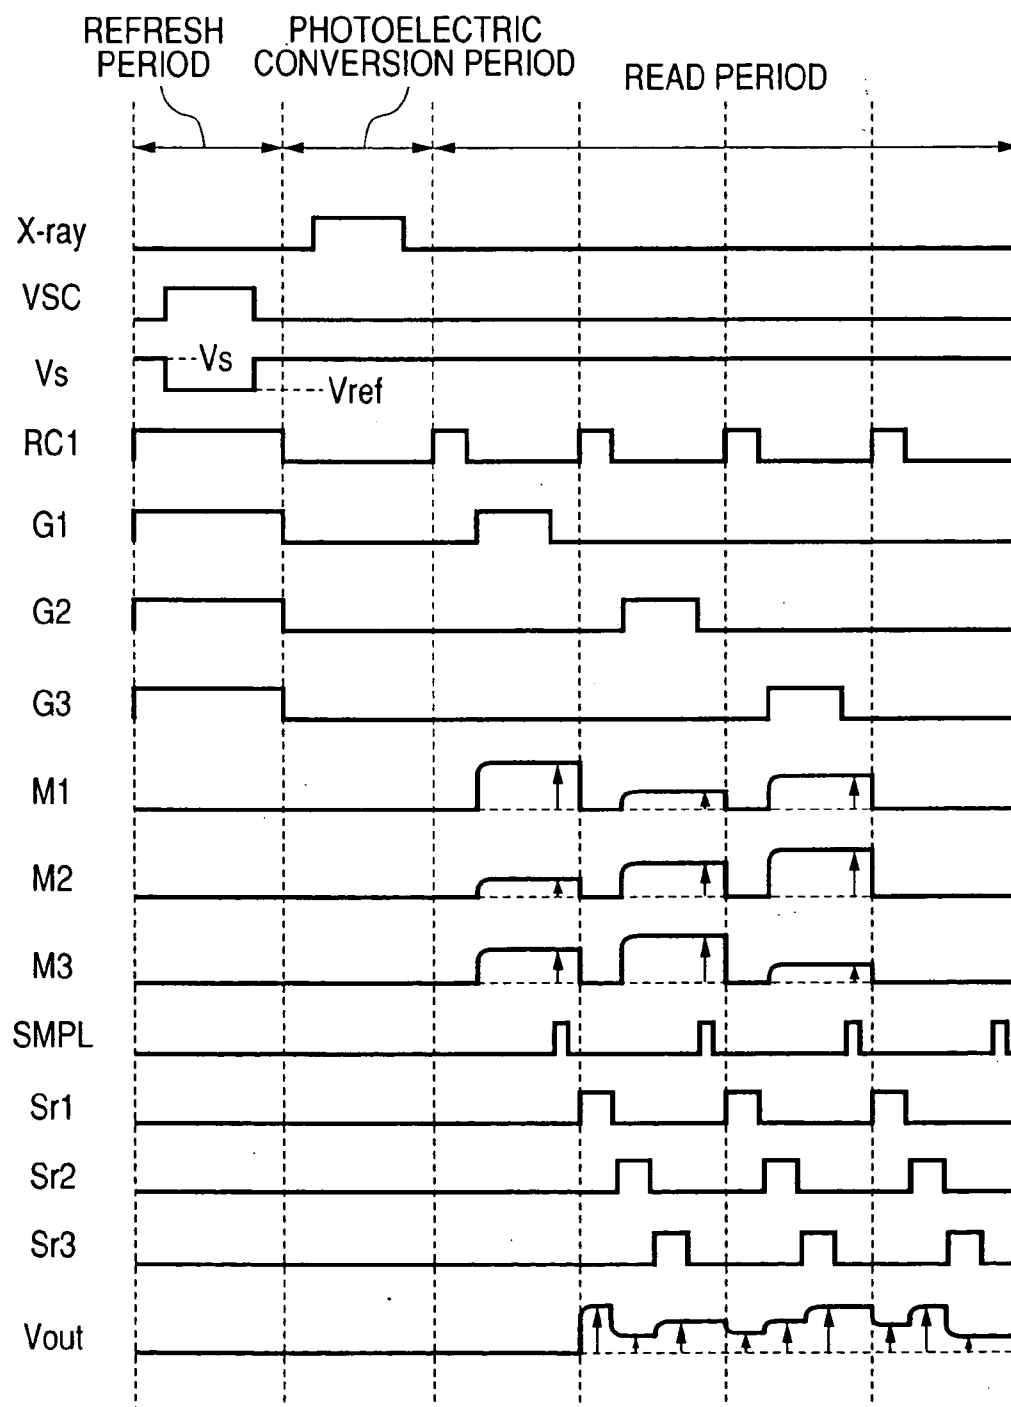 REFRESH
PERIOD
PHOTOELECTRIC
CONVERSION PERIOD
READ PERIOD
X-ray
VSC
Vs
Vs
Vref
RC1
G1
G2
G3
M1
M2
M3
SMPL
Sr1
Sr2
Sr3
Vout